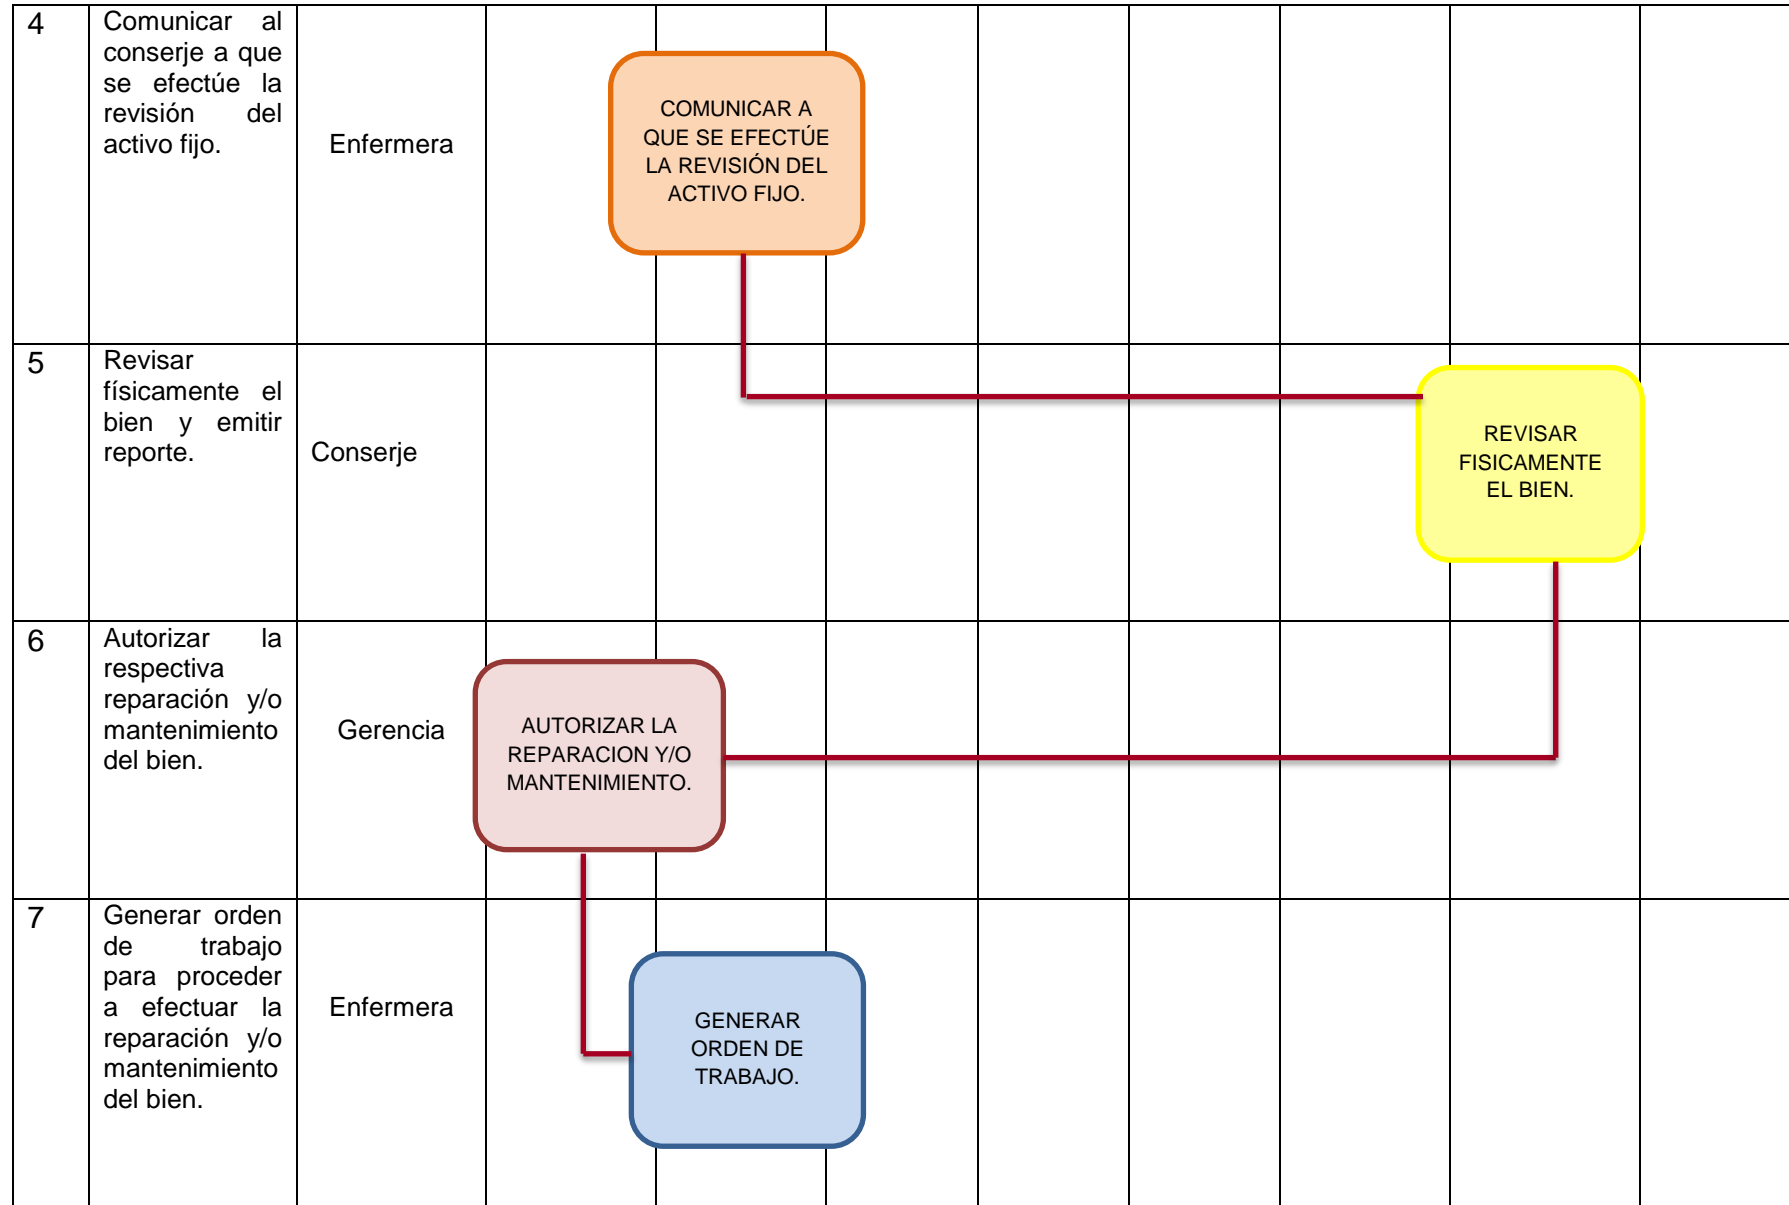 4
Comunicar al
conserje a que
se efectúe la
revisión del
activo fijo.
Enfermera
COMUNICAR A
QUE SE EFECTÚE
LA REVISIÓN DEL
ACTIVO FIJO.
5
Revisar
físicamente el
bien y emitir
reporte.
Conserje
REVISAR
FISICAMENTE
EL BIEN.
6
Autorizar la
respectiva
reparación y/o
mantenimiento
del bien.
Gerencia
AUTORIZAR LA
REPARACION Y/O
MANTENIMIENTO.
7
Generar orden
de trabajo
para proceder
a efectuar la
reparación y/o
mantenimiento
del bien.
Enfermera
GENERAR
ORDEN DE
TRABAJO.